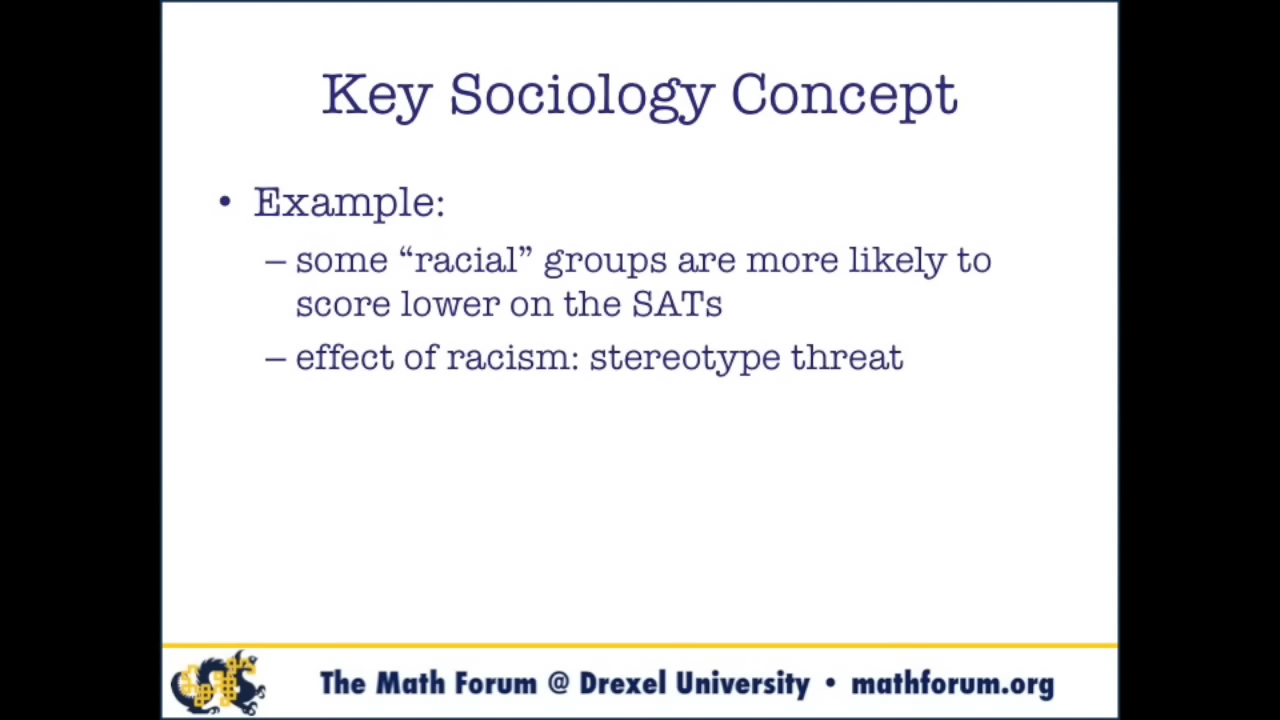 Key Sociology Concept
• Example:
– some “racial” groups are more likely to
score lower on the SATs
– effect of racism: stereotype threat
The Math Forum @ Drexel University • mathforum.org